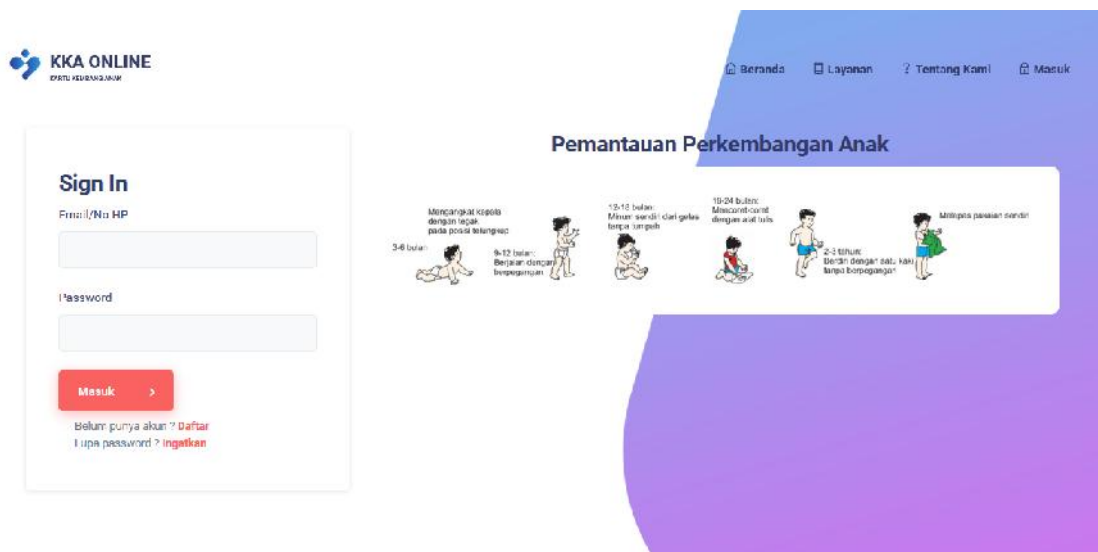 KKA ONLINE
KARTU KEMBANG ANAK
Beranda
Layanan
? Tentang Kami
Masuk
Sign In
Email/No HP
Password
Masuk >
Belum punya akun ? Daftar
Lupa password ? Ingatkan
Pemantauan Perkembangan Anak
3-6 bulan
Mengangkat kepala
dengan tegak
pada posisi telungkup
9-12 bulan:
Berjalan dengan
berpegangan
12-18 bulan:
Minum sendiri dari gelas
tanpa tumpah
18-24 bulan:
Mencorat-coret
dengan alat tulis
2-3 tahun:
Berdiri dengan satu kaki
tanpa berpegangan
Melepas pakaian sendiri